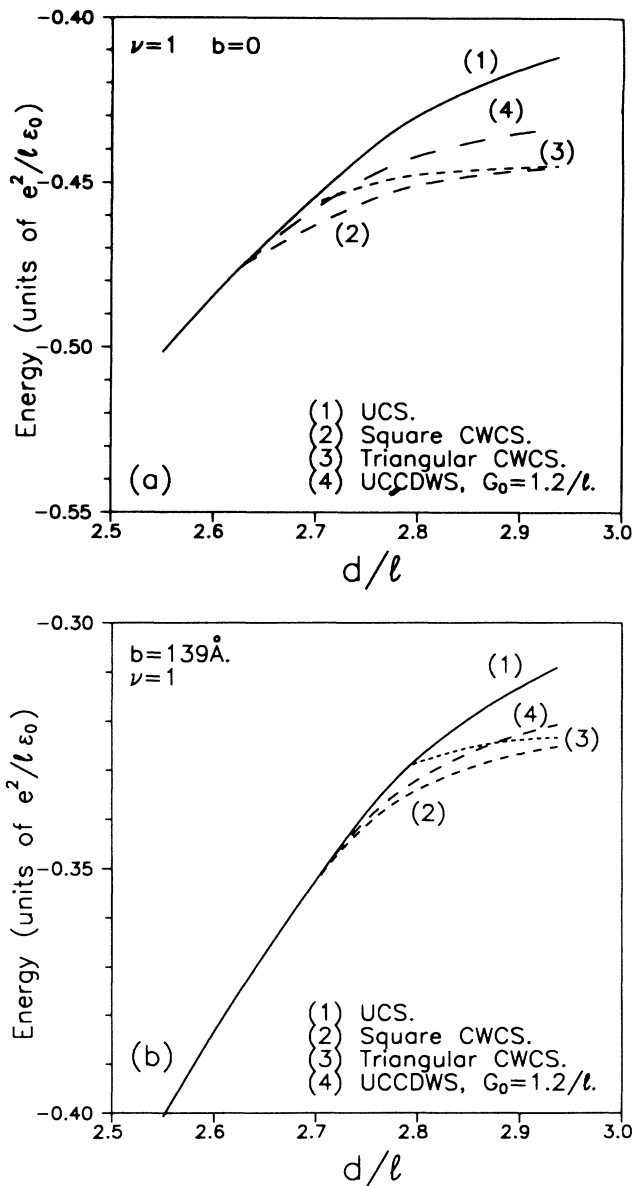 −0.40
ν=1 b=0
(1)
(4)
(3)
−0.45
(2)
−0.50
Energy (units of e²/ℓ ε₀)
(1) UCS.
(2) Square CWCS.
(3) Triangular CWCS.
(4) UCCDWS, G₀=1.2/ℓ.
(a)
−0.55
2.5 2.6 2.7 2.8 2.9 3.0
d/ℓ
−0.30
b=139Å.
ν=1
(1)
(4)
(3)
(2)
−0.35
Energy (units of e²/ℓ ε₀)
(1) UCS.
(2) Square CWCS.
(3) Triangular CWCS.
(4) UCCDWS, G₀=1.2/ℓ.
(b)
−0.40
2.5 2.6 2.7 2.8 2.9 3.0
d/ℓ